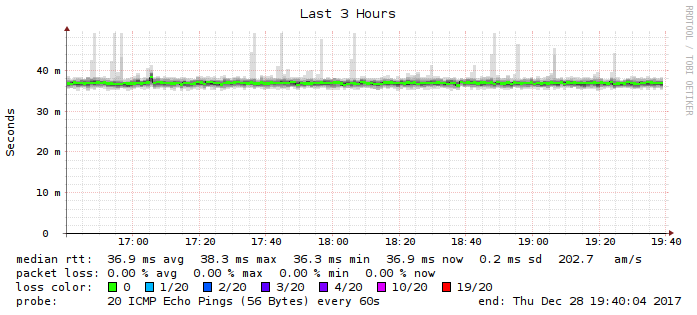 Last 3 Hours
RRDTOOL / TOBI OETIKER
Seconds
40 m
30 m
20 m
10 m
0
17:00 17:20 17:40 18:00 18:20 18:40 19:00 19:20 19:40
median rtt: 36.9 ms avg 38.3 ms max 36.3 ms min 36.9 ms now 0.2 ms sd 202.7 am/s
packet loss: 0.00 % avg 0.00 % max 0.00 % min 0.00 % now
loss color: 0 1/20 2/20 3/20 4/20 10/20 19/20
probe: 20 ICMP Echo Pings (56 Bytes) every 60s end: Thu Dec 28 19:40:04 2017